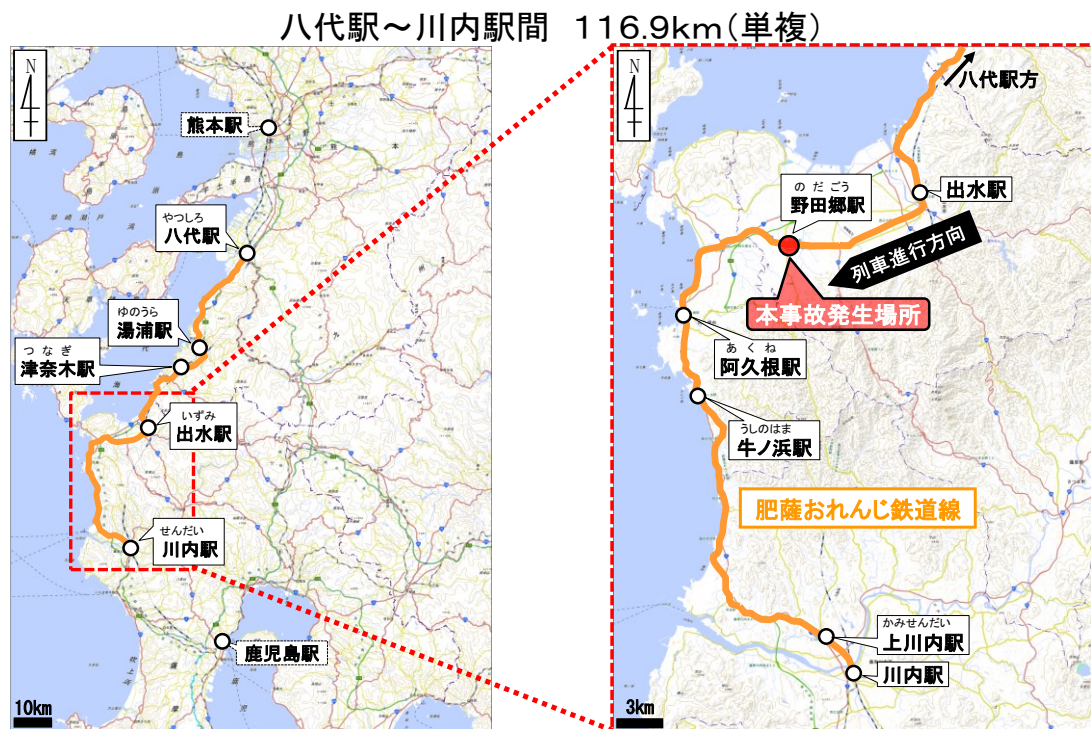 八代駅～川内駅間 116.9km(単複)
N
熊本駅
やつしろ
八代駅
ゆのうら
湯浦駅
つなぎ
津奈木駅
いずみ
出水駅
せんだい
川内駅
鹿児島駅
10km
N
八代駅方
出水駅
のだごう
野田郷駅
列車進行方向
本事故発生場所
あくね
阿久根駅
うしのはま
牛ノ浜駅
肥薩おれんじ鉄道線
かみせんだい
上川内駅
川内駅
3km